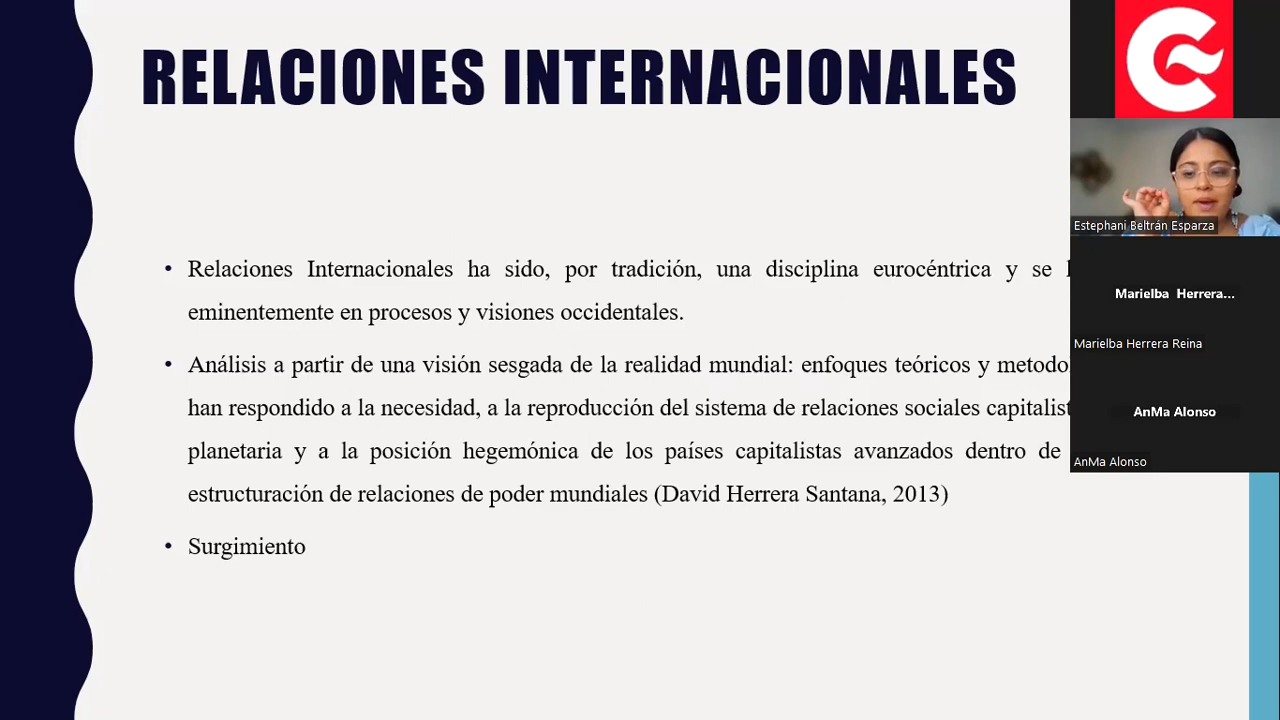 RELACIONES INTERNACIONALES
• Relaciones Internacionales ha sido, por tradición, una disciplina eurocéntrica y se
eminentemente en procesos y visiones occidentales.
• Análisis a partir de una visión sesgada de la realidad mundial: enfoques teóricos y
han respondido a la necesidad, a la reproducción del sistema de relaciones sociales
planetaria y a la posición hegemónica de los países capitalistas avanzados dentro de
estructuración de relaciones de poder mundiales (David Herrera Santana, 2013)
• Surgimiento
Estephani Beltrán Esparza
Marielba Herrera...
Marielba Herrera Reina
AnMa Alonso
AnMa Alonso